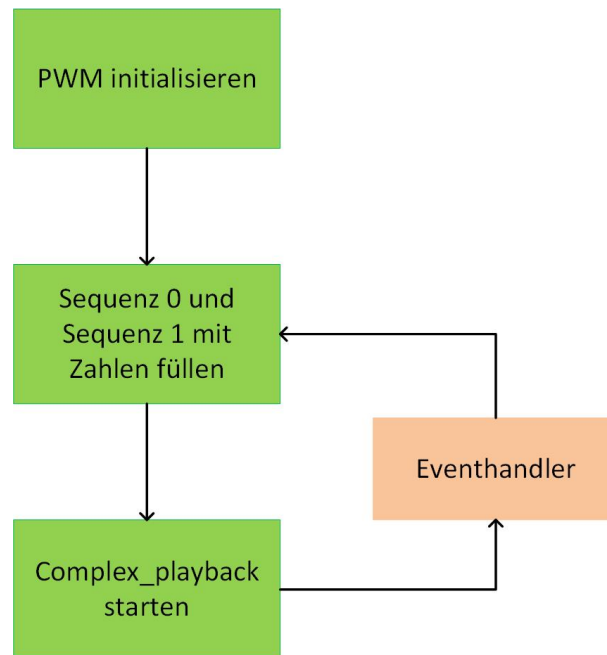 PWM initialisieren
Sequenz 0 und
Sequenz 1 mit
Zahlen füllen
Eventhandler
Complex_playback
starten